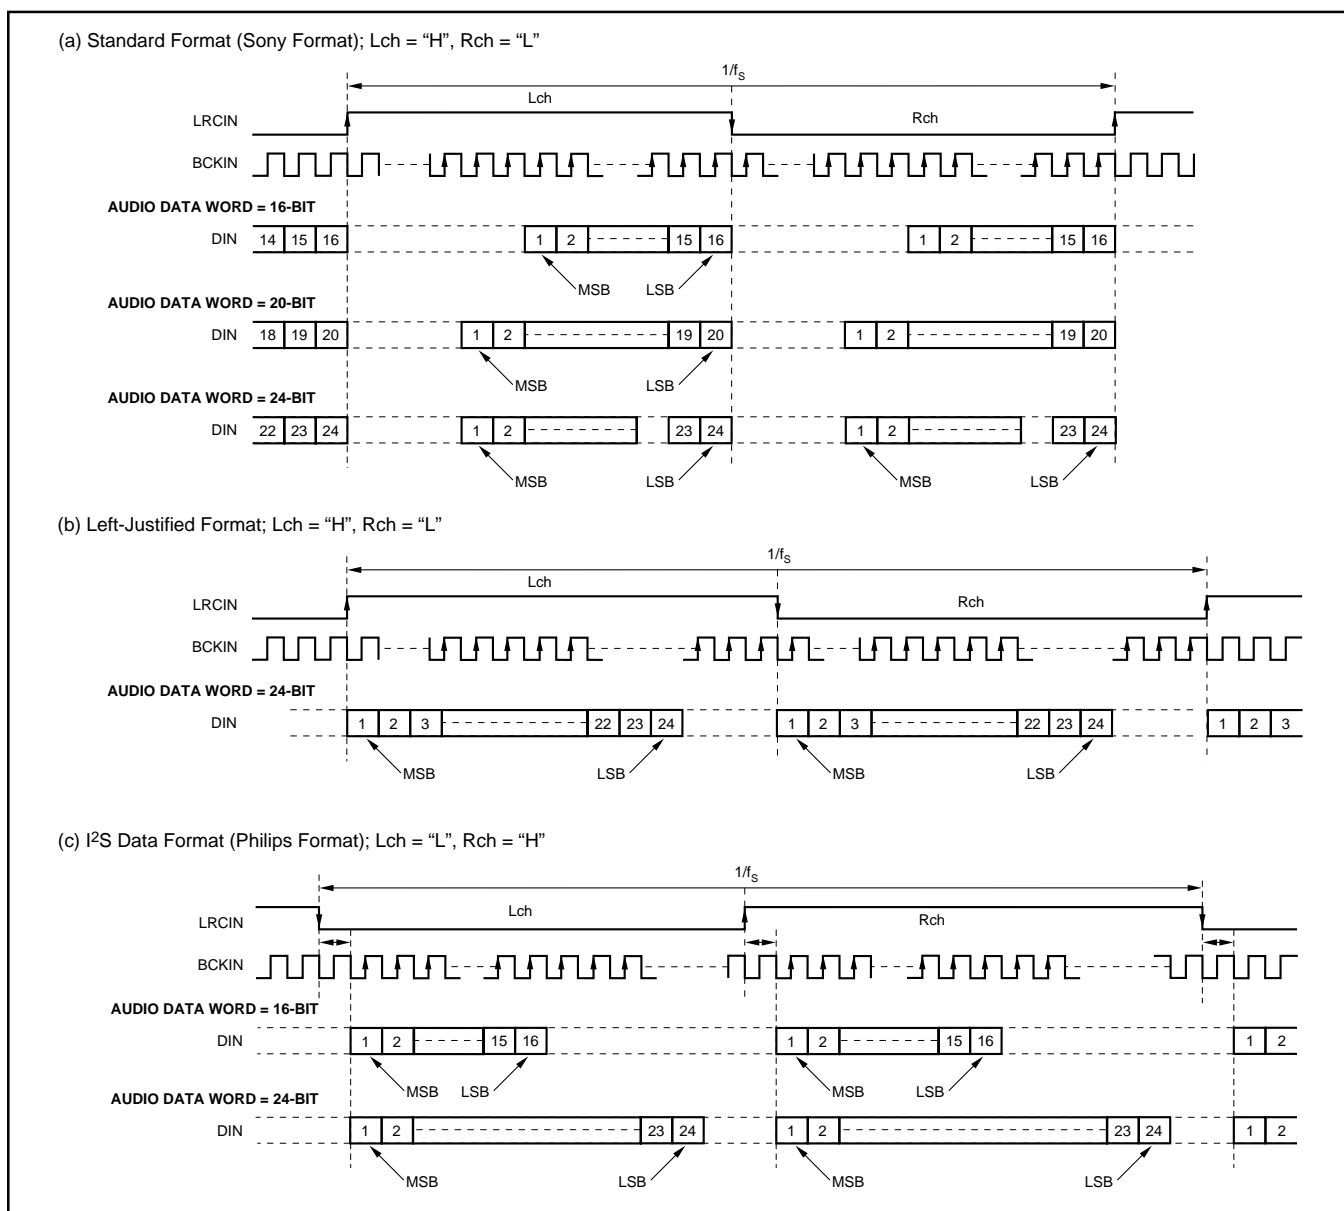 (a) Standard Format (Sony Format); Lch = “H”, Rch = “L”
1/fS
Lch
LRCIN
Rch
BCKIN
AUDIO DATA WORD = 16-BIT
DIN 14 15 16 1 2 15 16 1 2 15 16
MSB LSB
AUDIO DATA WORD = 20-BIT
DIN 18 19 20 1 2 19 20 1 2 19 20
MSB LSB
AUDIO DATA WORD = 24-BIT
DIN 22 23 24 1 2 23 24 1 2 23 24
MSB LSB MSB LSB
(b) Left-Justified Format; Lch = “H”, Rch = “L”
1/fS
Lch
LRCIN Rch
BCKIN
AUDIO DATA WORD = 24-BIT
DIN 1 2 3 22 23 24 1 2 3 22 23 24 1 2 3
MSB LSB MSB LSB
(c) I2S Data Format (Philips Format); Lch = “L”, Rch = “H”
1/fS
Lch
LRCIN Rch
BCKIN
AUDIO DATA WORD = 16-BIT
DIN 1 2 15 16 1 2 15 16 1 2
MSB LSB MSB LSB
AUDIO DATA WORD = 24-BIT
DIN 1 2 23 24 1 2 23 24 1 2
MSB LSB MSB LSB